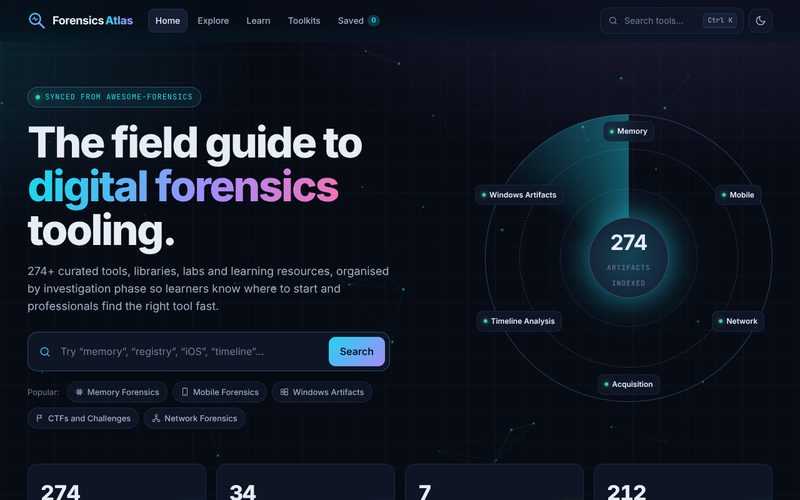 Forensics Atlas
Home
Explore
Learn
Toolkits
Saved 0
Search tools...
Ctrl K
SYNCED FROM AWESOME-FORENSICS
The field guide to
digital forensics
tooling.
274+ curated tools, libraries, labs and learning resources, organised
by investigation phase so learners know where to start and
professionals find the right tool fast.
Try “memory”, “registry”, “iOS”, “timeline”...
Search
Popular:
Memory Forensics
Mobile Forensics
Windows Artifacts
CTFs and Challenges
Network Forensics
Memory
Windows Artifacts
Mobile
274
ARTIFACTS
INDEXED
Timeline Analysis
Network
Acquisition
274
34
7
212